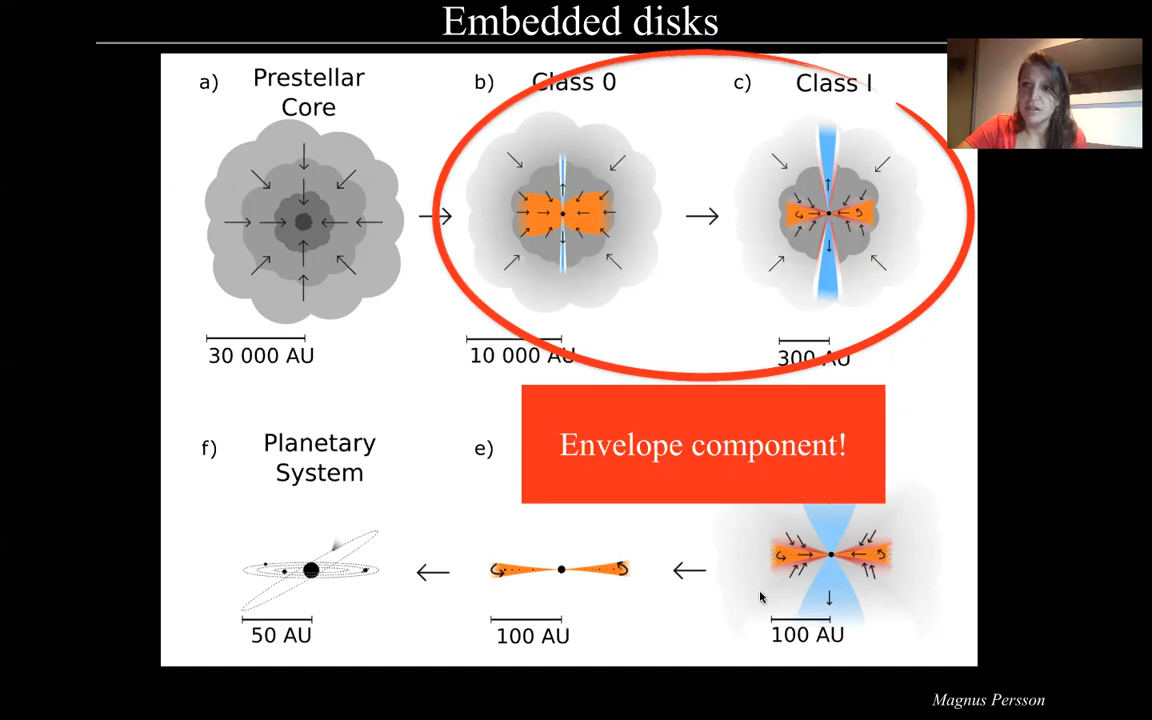 Embedded disks
a) Prestellar
Core
b) Class 0
c) Class I
30 000 AU
10 000 AU
300 AU
f) Planetary
System
e)
Envelope component!
50 AU
100 AU
100 AU
Magnus Persson